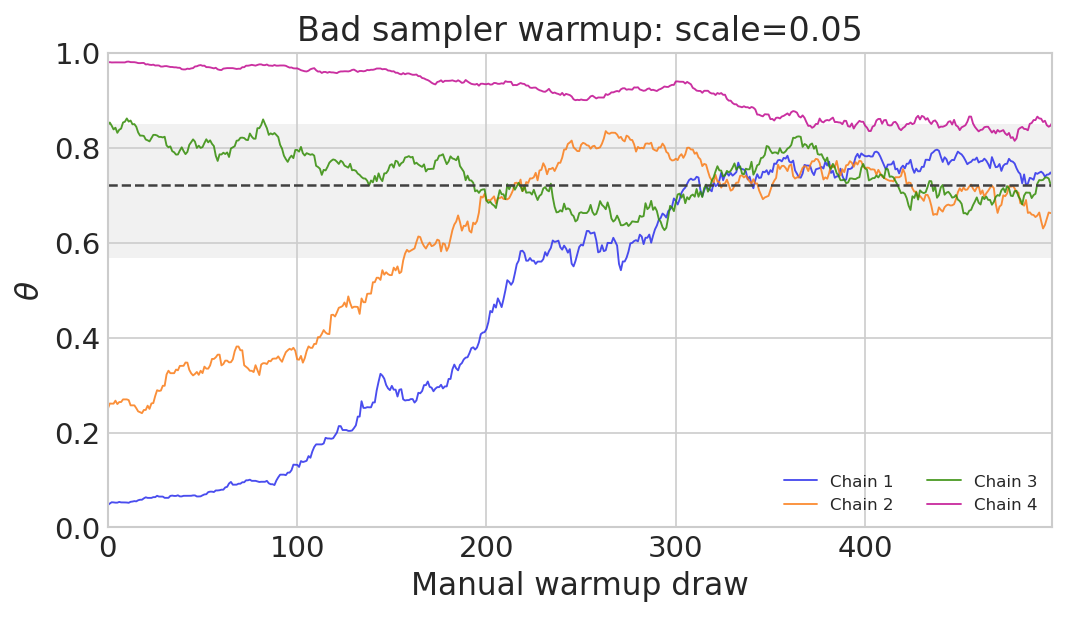 Bad sampler warmup: scale=0.05
1.0
0.8
0.6
0.4
0.2
0.0
θ
0 100 200 300 400
Manual warmup draw
Chain 1 Chain 3
Chain 2 Chain 4